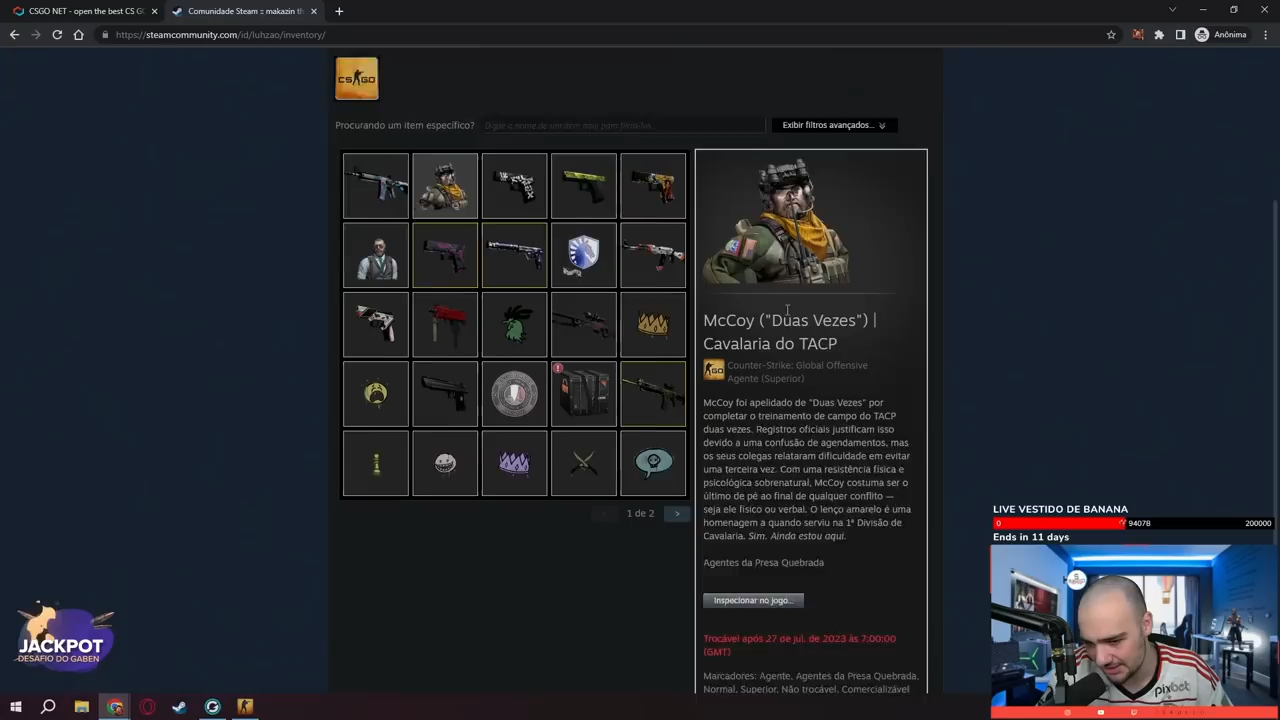 CSGO NET - open the best CS G
Comunidade Steam :: makazin th
https://steamcommunity.com/id/luhzao/inventory/
Anônima
CS GO
Procurando um item específico?
Exibir filtros avançados...
McCoy ("Duas Vezes") |
Cavalaria do TACP
GO
Counter-Strike: Global Offensive
Agente (Superior)
McCoy foi apelidado de "Duas Vezes" por
completar o treinamento de campo do TACP
duas vezes. Registros oficiais justificam isso
devido a uma confusão de agendamentos, mas
os seus colegas relataram dificuldade em evitar
uma terceira vez. Com uma resistência física e
psicológica sobrenatural, McCoy costuma ser o
último de pé ao final de qualquer conflito —
seja ele físico ou verbal. O lenço amarelo é uma
homenagem a quando serviu na 1ª Divisão de
Cavalaria. Sim. Ainda estou aqui.
Agentes da Presa Quebrada
Inspecionar no jogo...
Trocável após 27 de jul. de 2023 às 7:00:00
(GMT)
Marcadores: Agente, Agentes da Presa Quebrada,
Normal, Superior, Não trocável, Comercializável
1 de 2
LIVE VESTIDO DE BANANA
0
94078
200000
Ends in 11 days
JACKPOT
DESAFIO DO GABEN
pixbet